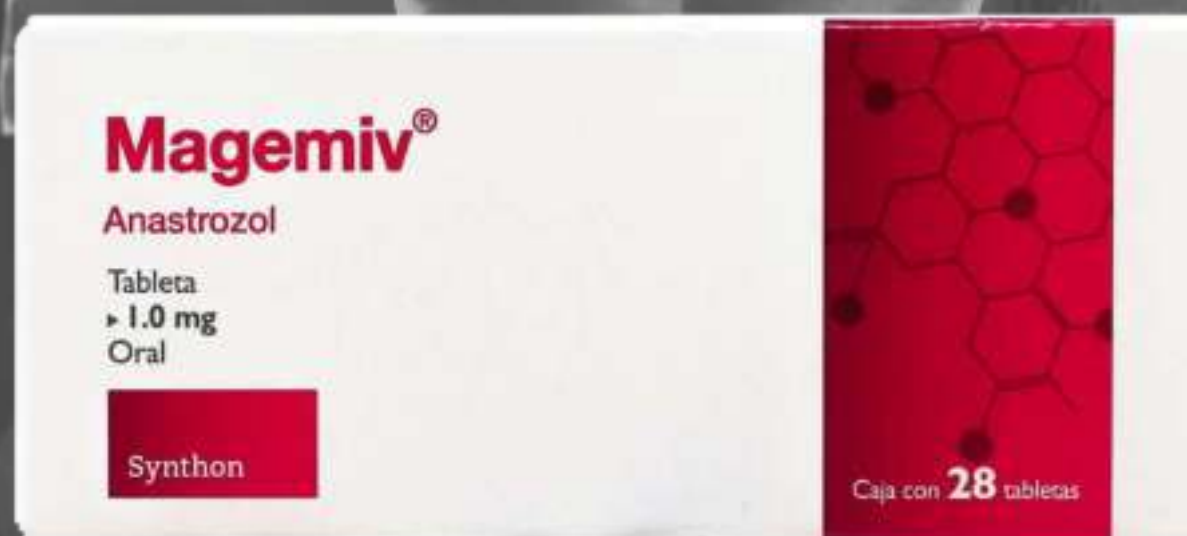 Magemiv®
Anastrozol
Tableta
▸ 1.0 mg
Oral
Synthon
Caja con 28 tabletas